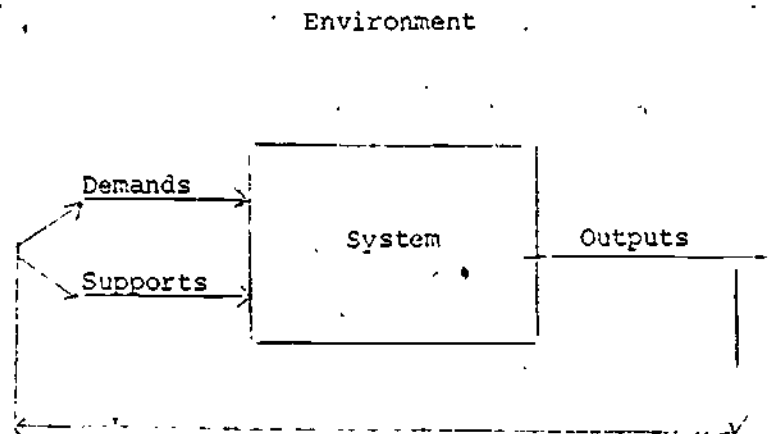 Environment
Demands
System
Outputs
Supports